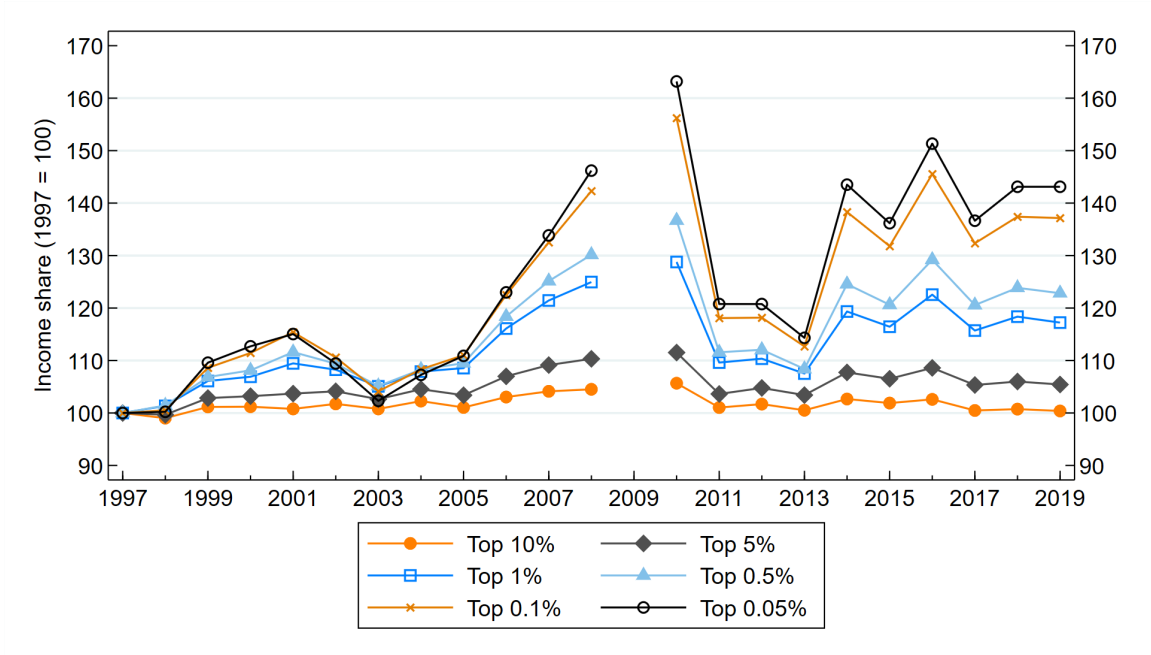 Income share (1997 = 100)
170 170
160 160
150 150
140 140
130 130
120 120
110 110
100 100
90 90
1997 1999 2001 2003 2005 2007 2009 2011 2013 2015 2017 2019
Top 10% Top 5%
Top 1% Top 0.5%
Top 0.1% Top 0.05%